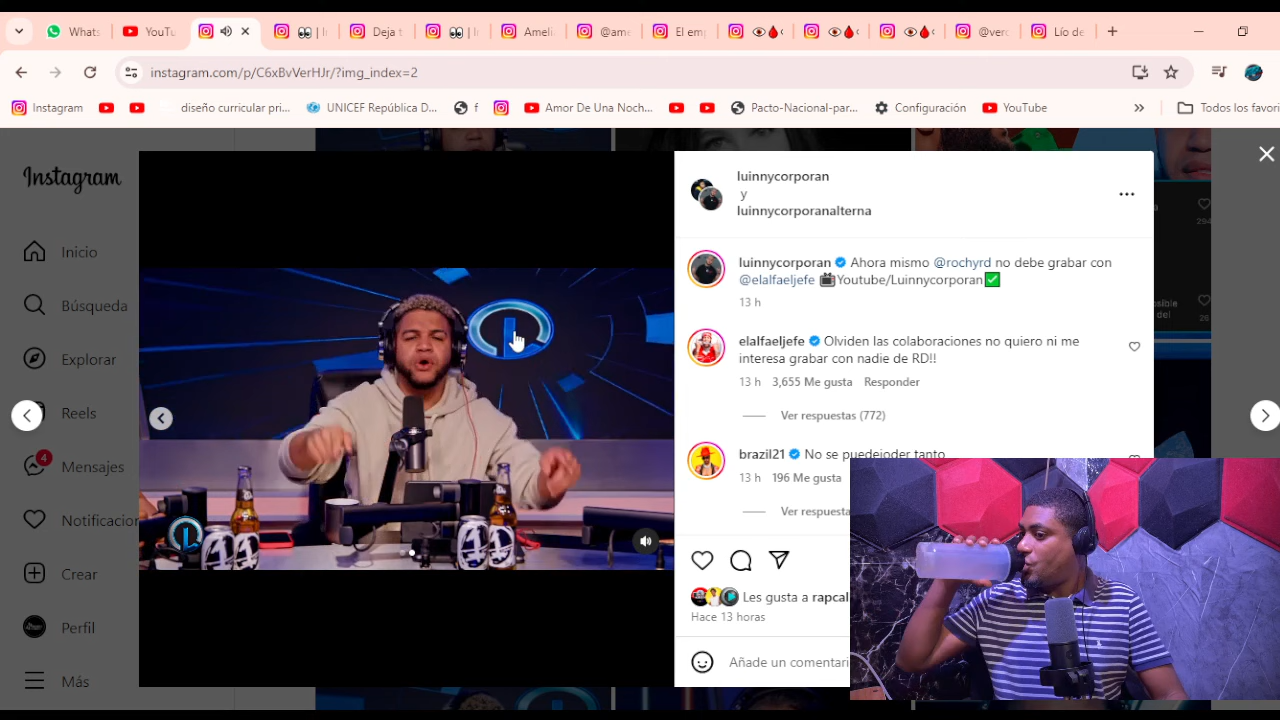 Whats
YouTu
Deja t
Ameli
@ame
El emp
@verc
Lío de
instagram.com/p/C6xBvVerHJr/?img_index=2
Instagram
diseño curricular pri...
UNICEF República D...
f
Amor De Una Noch...
Pacto-Nacional-par...
Configuración
YouTube
»
Todos los favori
Instagram
Inicio
Búsqueda
Explorar
Reels
4
Mensajes
Notificacion
Crear
Perfil
Más
luinnycorporan
y
luinnycorporanalterna
luinnycorporan Ahora mismo @rochyrd no debe grabar con
@elalfaeljefe 📺Youtube/Luinnycorporan✅
13 h
elalfaeljefe Olviden las colaboraciones no quiero ni me
interesa grabar con nadie de RD!!
13 h 3,655 Me gusta Responder
Ver respuestas (772)
brazil21 No se puedejoder tanto
13 h 196 Me gusta
Ver respuesta
Les gusta a rapcal
Hace 13 horas
Añade un comentari